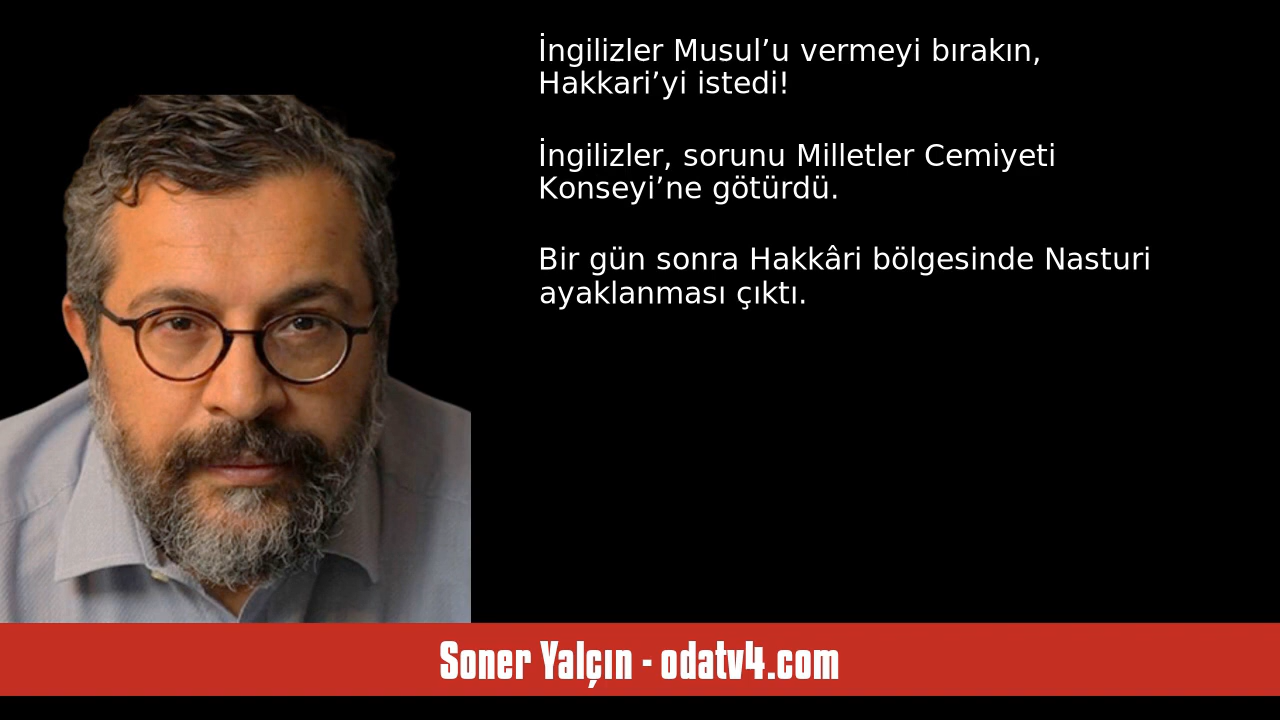 İngilizler Musul’u vermeyi bırakın,
Hakkari’yi istedi!
İngilizler, sorunu Milletler Cemiyeti
Konseyi’ne götürdü.
Bir gün sonra Hakkâri bölgesinde Nasturi
ayaklanması çıktı.
Soner Yalçın - odatv4.com